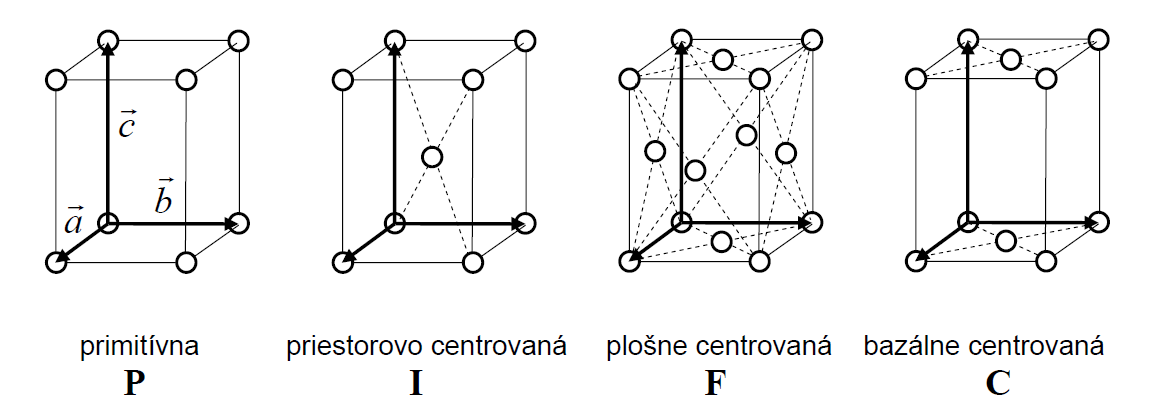 c⃗
b⃗
a⃗
primitívna priestorovo centrovaná plošne centrovaná bazálne centrovaná
P I F C